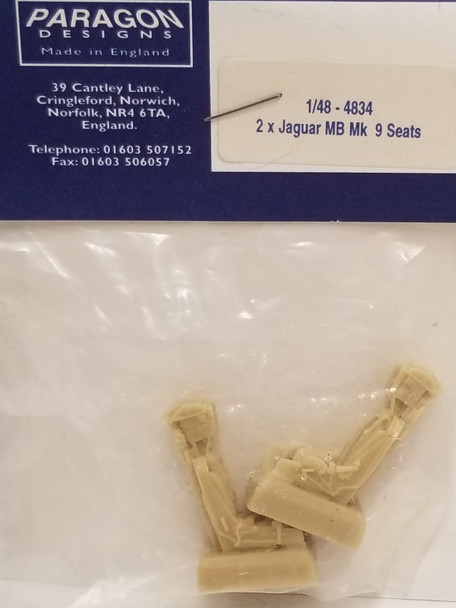 PARAGON
DESIGNS
Made in England
39 Cantley Lane,
Cringleford, Norwich,
Norfolk, NR4 6TA,
England.
Telephone: 01603 507152
Fax: 01603 506057
1/48 - 4834
2 x Jaguar MB Mk 9 Seats